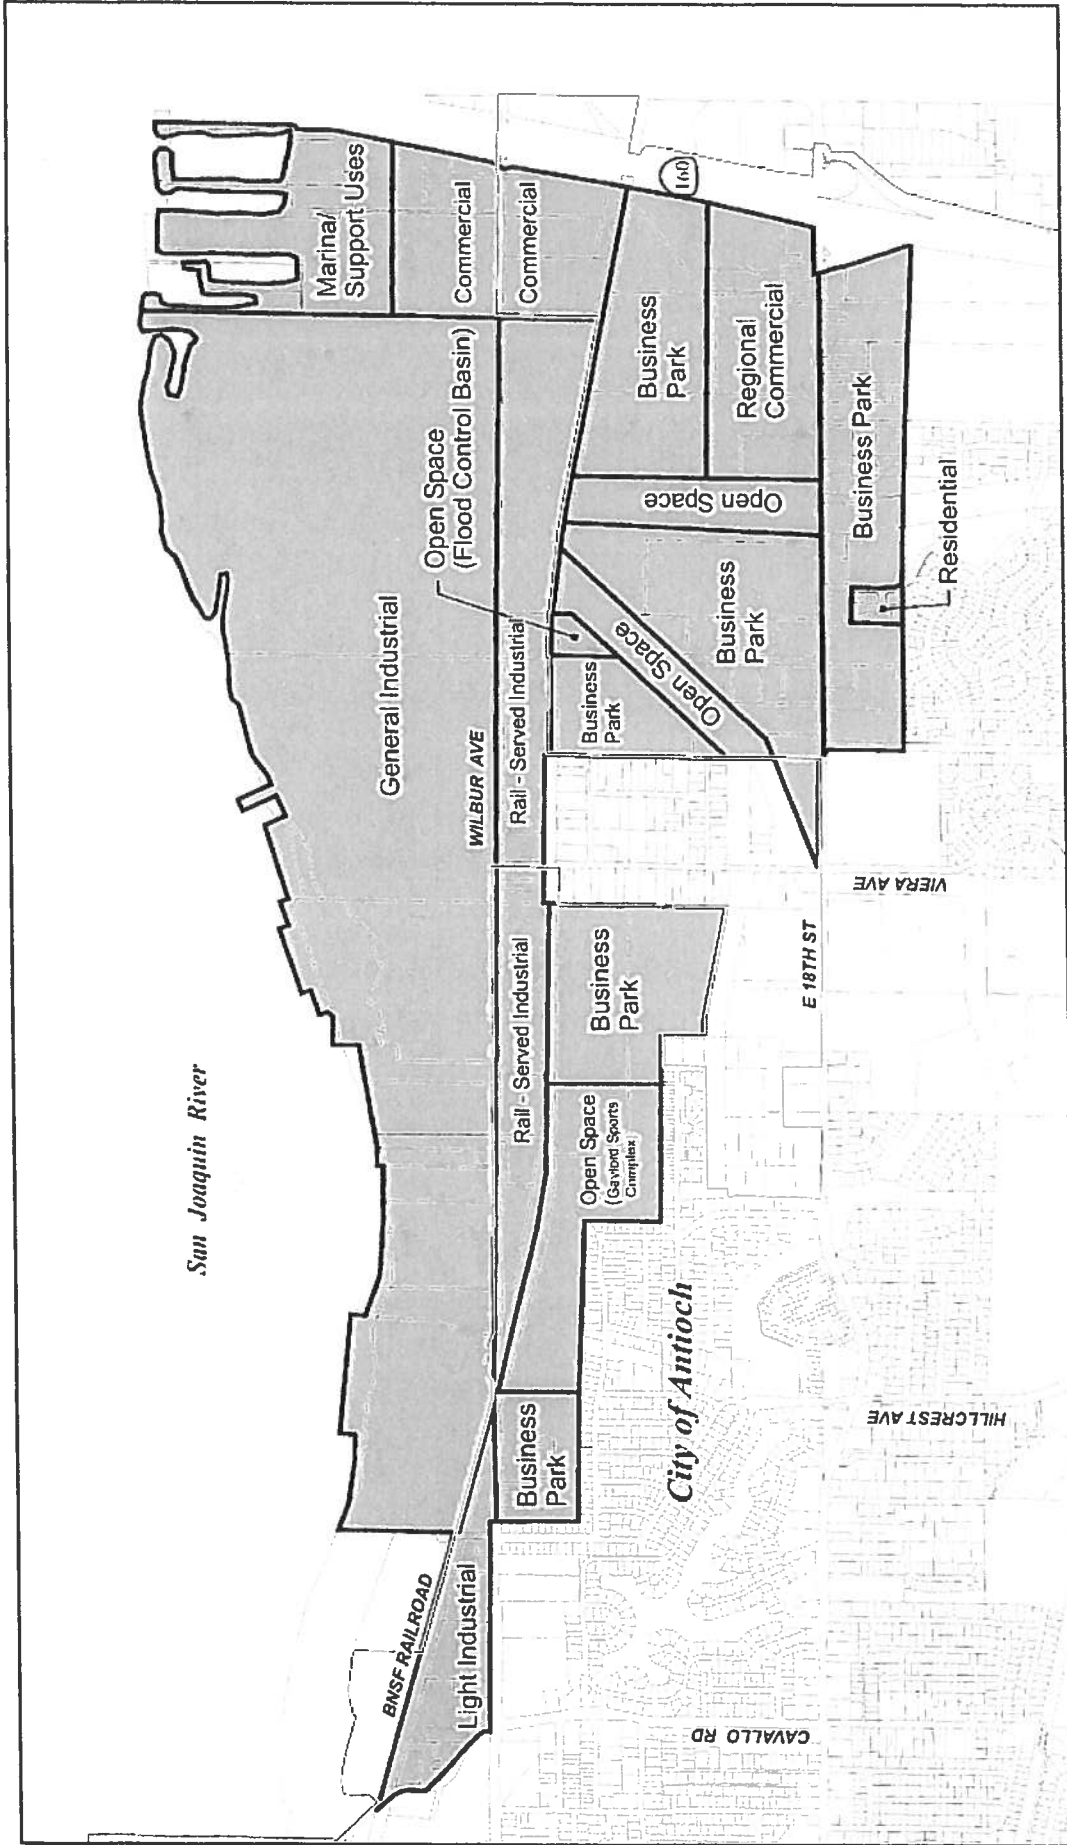 San Joaquin River
Marina/
Support Uses
Commercial
Commercial
160
General Industrial
Open Space
(Flood Control Basin)
WILBUR AVE
Rail - Served Industrial
Rail - Served Industrial
Business
Park
Regional
Commercial
Open Space
Business
Park
Open Space
Business
Park
Business Park
Residential
VIERA AVE
E 18TH ST
Business
Park
Open Space
(Gaylord Sports
Complex)
City of Antioch
HILLCREST AVE
Business
Park
BNSF RAILROAD
Light Industrial
CAVALLO RD